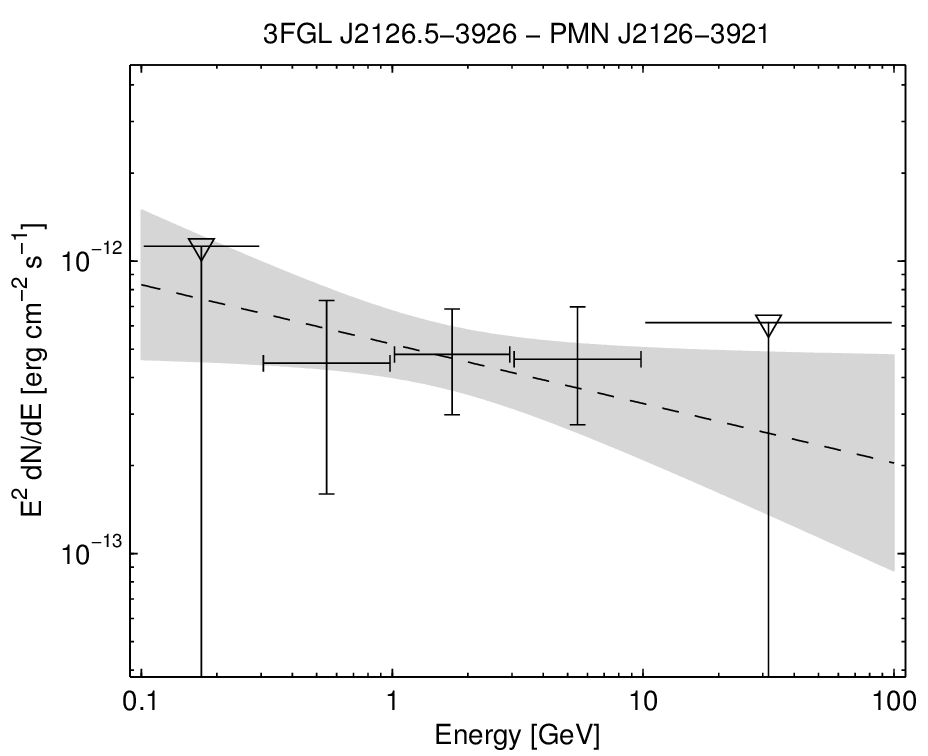 3FGL J2126.5−3926 − PMN J2126−3921
E² dN/dE [erg cm⁻² s⁻¹]
10⁻¹²
10⁻¹³
0.1 1 10 100
Energy [GeV]